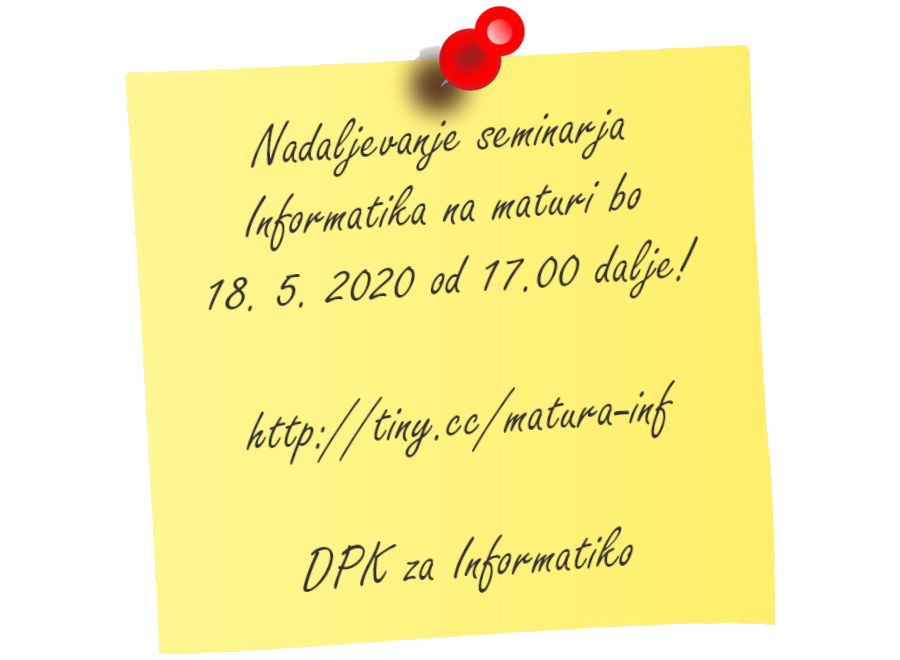 Nadaljevanje seminarja
Informatika na maturi bo
18. 5. 2020 od 17.00 dalje!
http://tiny.cc/matura-inf
DPK za Informatiko